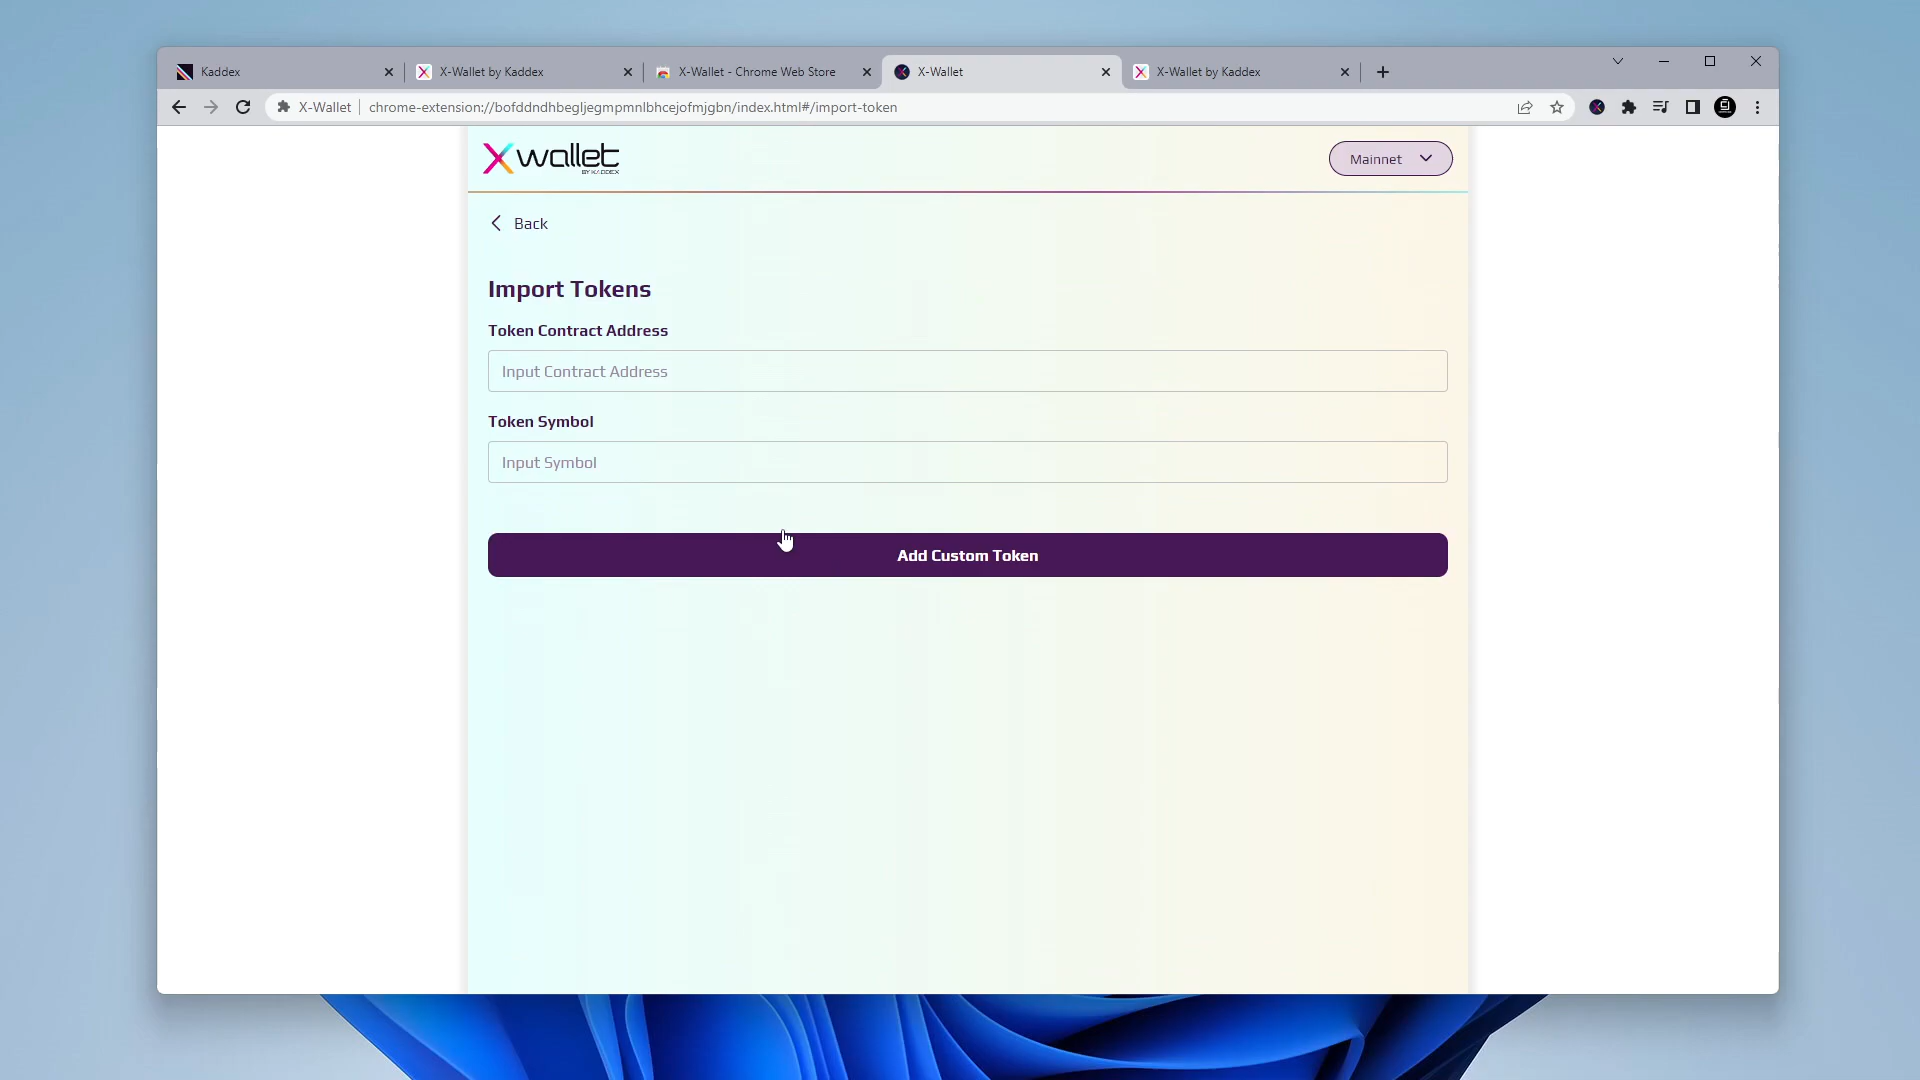 Kaddex
X-Wallet by Kaddex
X-Wallet - Chrome Web Store
X-Wallet
X-Wallet by Kaddex
X-Wallet
chrome-extension://bofddndhbegljegmpmnlbhcejofmjgbn/index.html#/import-token
X wallet
BY KADDEX
Mainnet
Back
Import Tokens
Token Contract Address
Input Contract Address
Token Symbol
Input Symbol
Add Custom Token